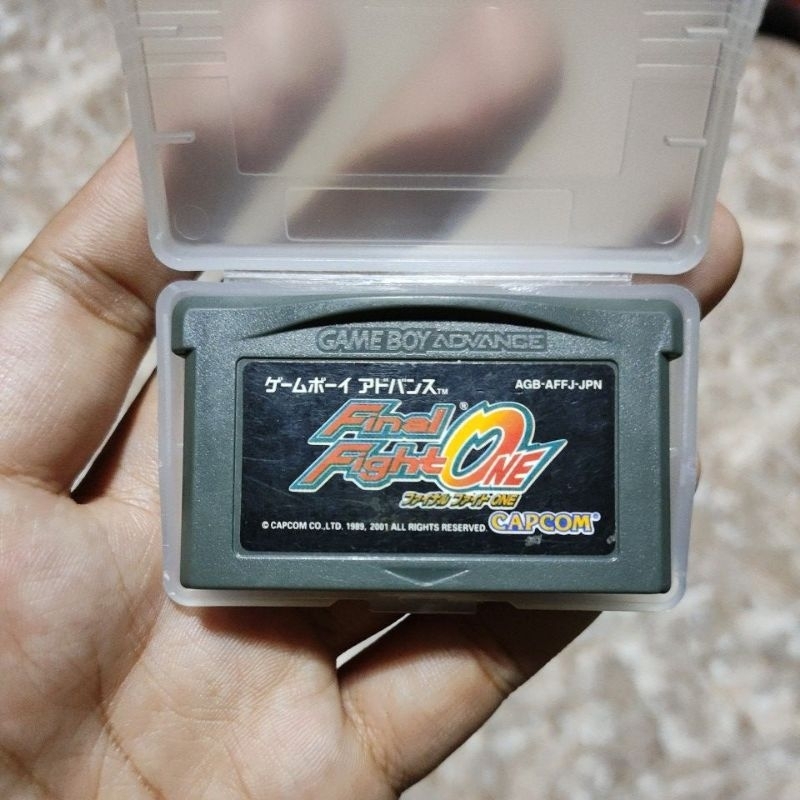 GAME BOY ADVANCE
ゲームボーイ アドバンス™ AGB-AFFJ-JPN
Final®
Fight ONE
ファイナル ファイト ONE
© CAPCOM CO.,LTD. 1989, 2001 ALL RIGHTS RESERVED. CAPCOM®